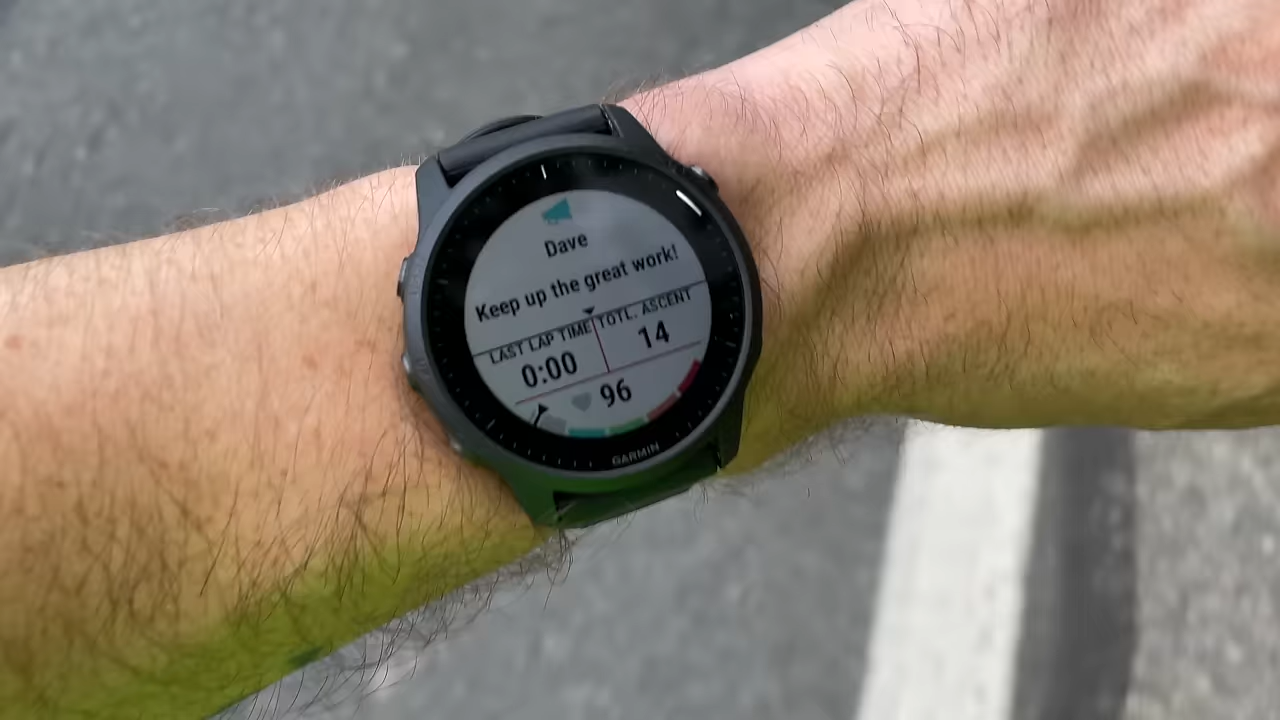 Dave
Keep up the great work!
LAST LAP TIME TOTL. ASCENT
0:00 14
96
GARMIN